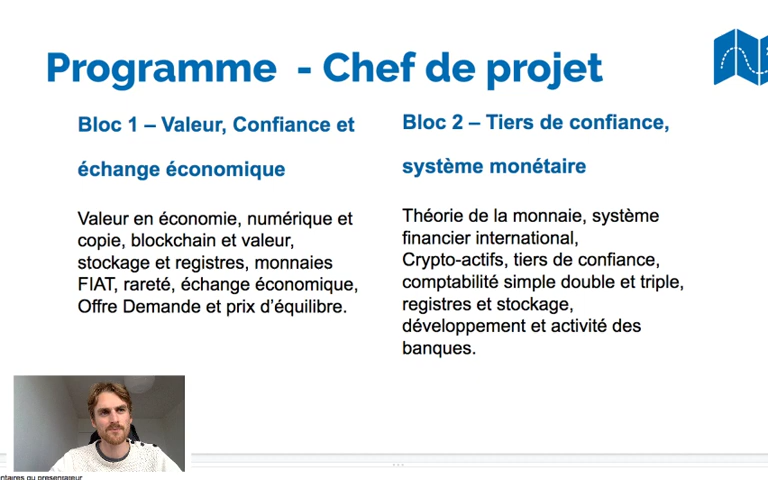 Programme - Chef de projet
Bloc 1 – Valeur, Confiance et
échange économique
Valeur en économie, numérique et
copie, blockchain et valeur,
stockage et registres, monnaies
FIAT, rareté, échange économique,
Offre Demande et prix d’équilibre.
Bloc 2 – Tiers de confiance,
système monétaire
Théorie de la monnaie, système
financier international,
Crypto-actifs, tiers de confiance,
comptabilité simple double et triple,
registres et stockage,
développement et activité des
banques.
du présentateur